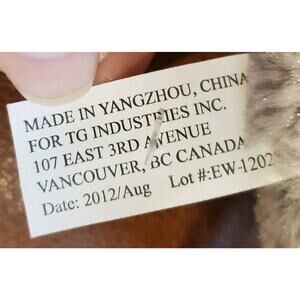 MADE IN YANGZHOU, CHINA
FOR TG INDUSTRIES INC.
107 EAST 3RD AVENUE
VANCOUVER, BC CANADA
Date: 2012/Aug Lot #:EW-1202